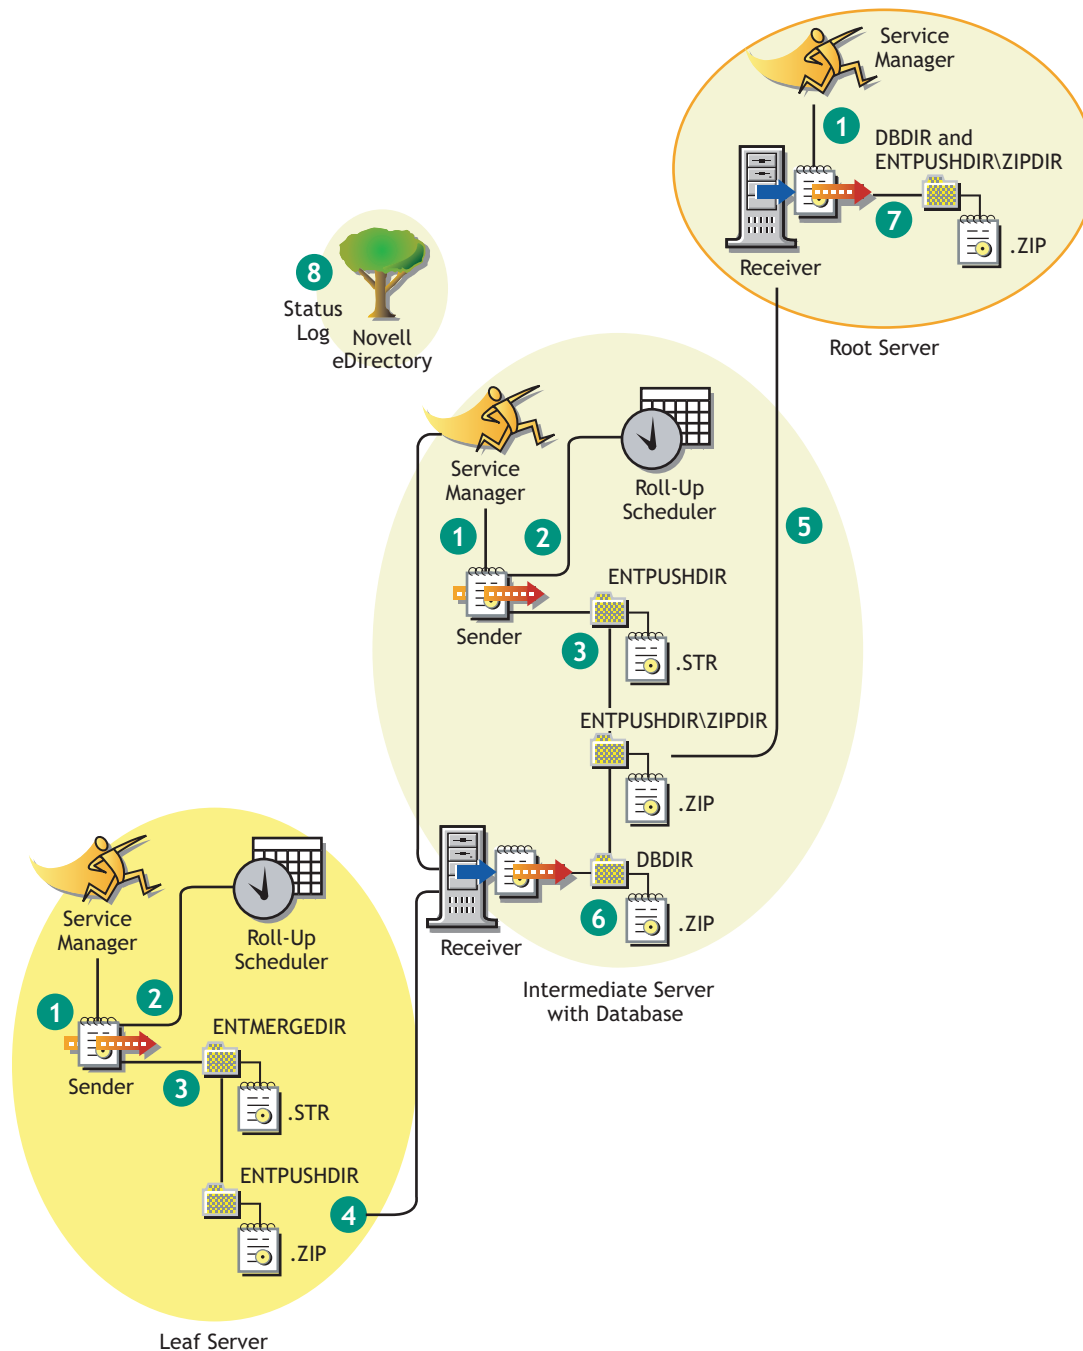 Service
Manager
1
DBDIR and
ENTPUSHDIR\ZIPDIR
7
.ZIP
Receiver
Root Server
8
Status
Log
Novell
eDirectory
Service
Manager
Roll-Up
Scheduler
1
2
5
ENTPUSHDIR
Sender
3
.STR
ENTPUSHDIR\ZIPDIR
.ZIP
DBDIR
6
.ZIP
Receiver
Intermediate Server
with Database
Service
Manager
Roll-Up
Scheduler
1
2
ENTMERGEDIR
Sender
3
.STR
ENTPUSHDIR
4
.ZIP
Leaf Server